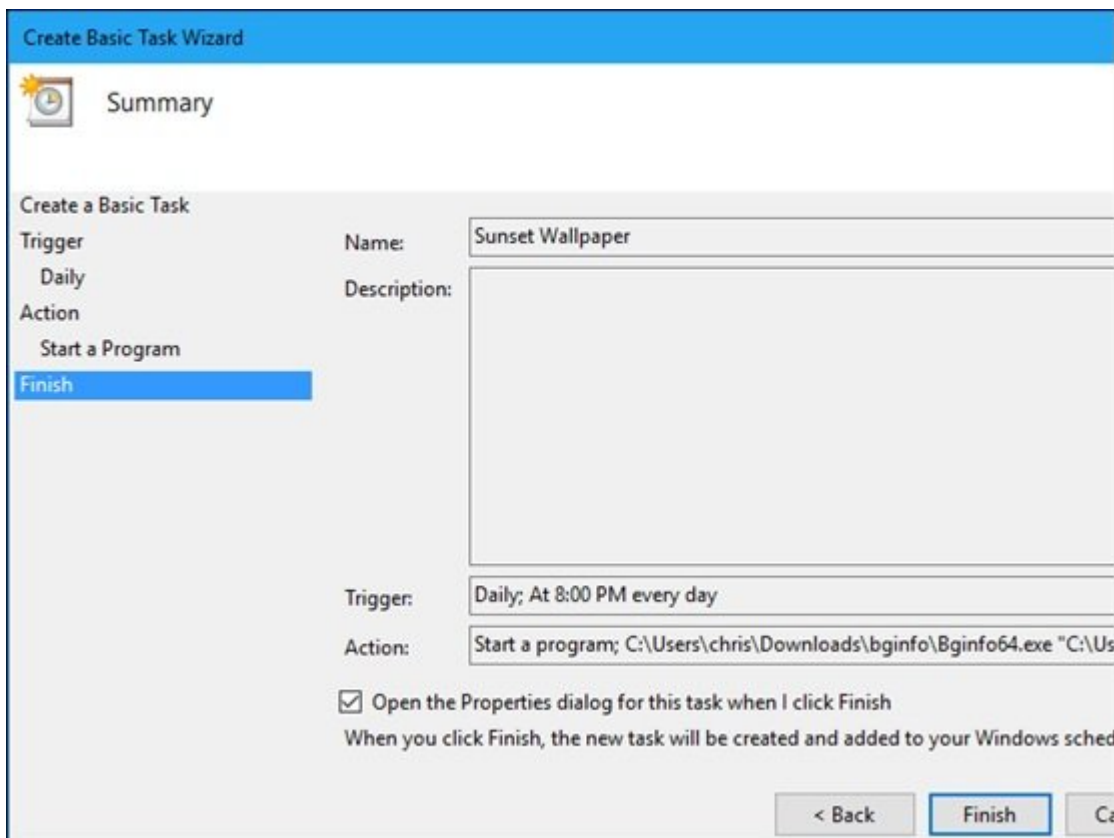 Create Basic Task Wizard
Summary
Create a Basic Task
Trigger
Daily
Action
Start a Program
Finish
Name:
Sunset Wallpaper
Description:
Trigger:
Daily; At 8:00 PM every day
Action:
Start a program; C:\Users\chris\Downloads\bginfo\Bginfo64.exe "C:\Us
Open the Properties dialog for this task when I click Finish
When you click Finish, the new task will be created and added to your Windows sched
< Back
Finish
Ca